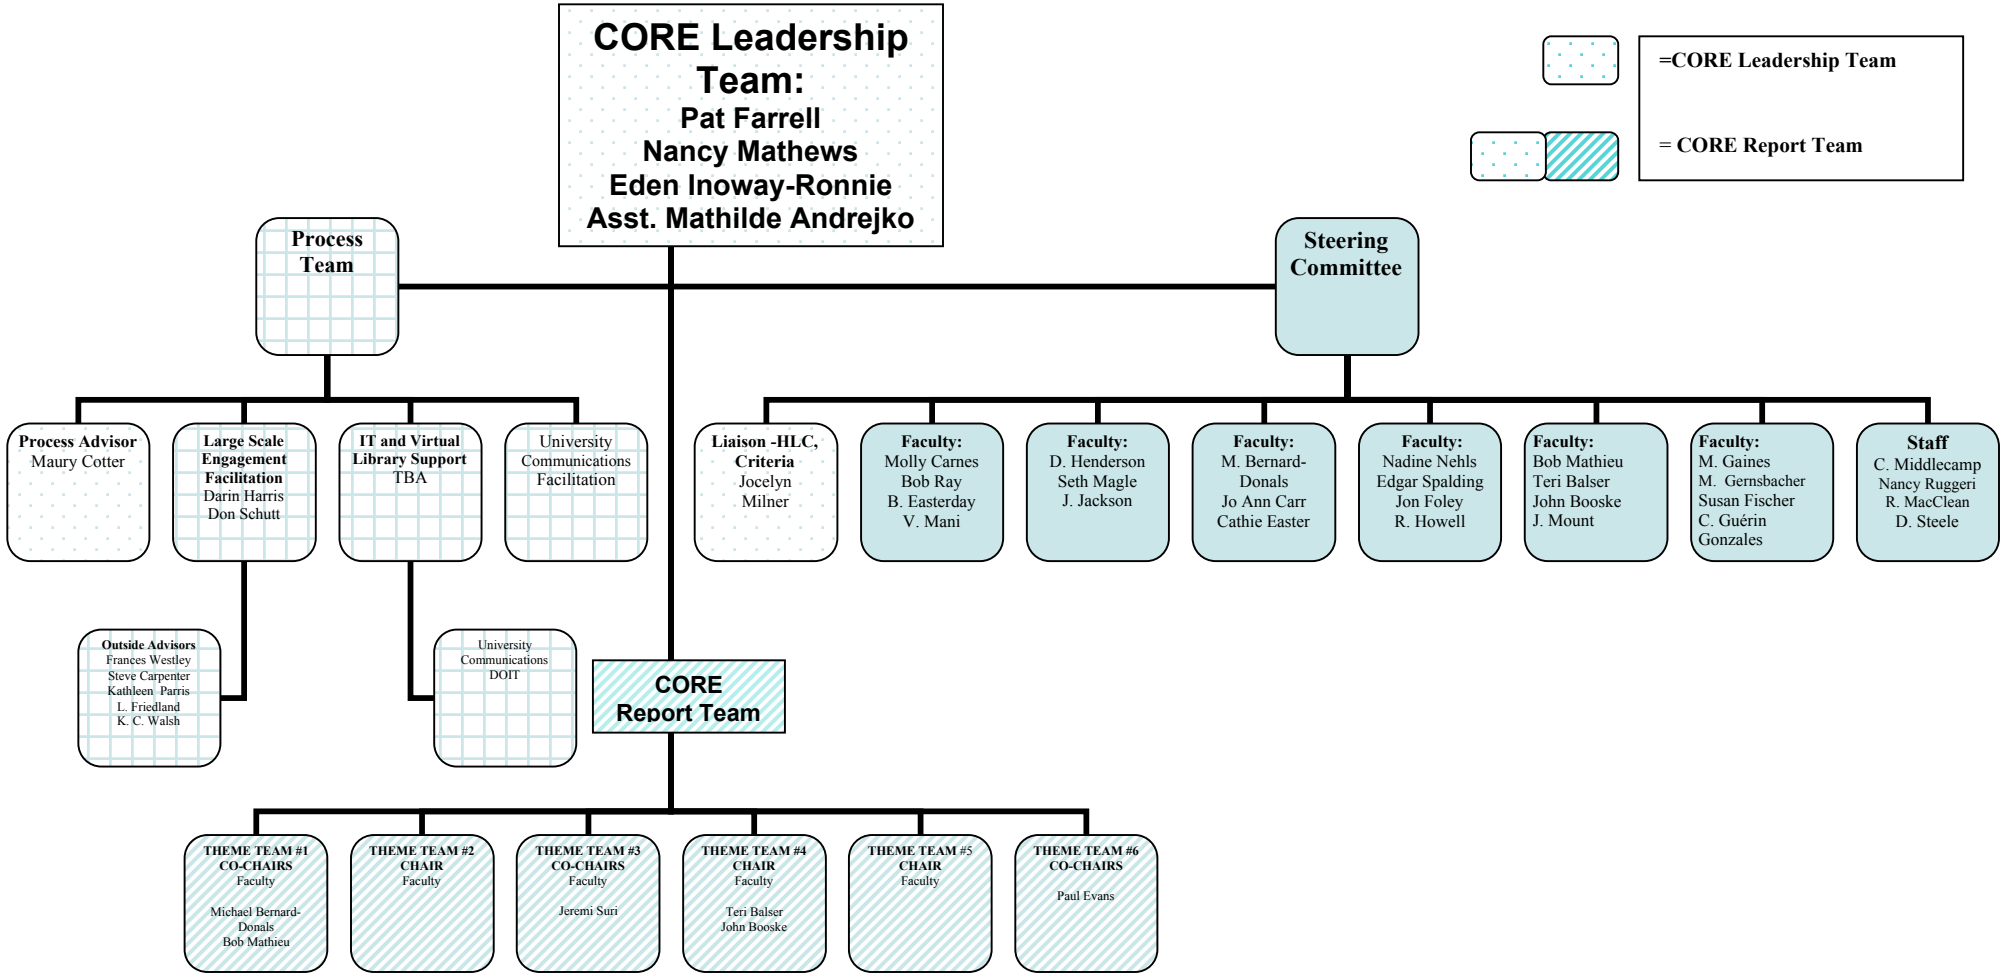 CORE Leadership
Team:
Pat Farrell
Nancy Mathews
Eden Inoway-Ronnie
Asst. Mathilde Andrejko
=CORE Leadership Team
= CORE Report Team
Process
Team
Steering
Committee
Process Advisor
Maury Cotter
Large Scale
Engagement
Facilitation
Darin Harris
Don Schutt
IT and Virtual
Library Support
TBA
University
Communications
Facilitation
Liaison -HLC,
Criteria
Jocelyn
Milner
Faculty:
Molly Carnes
Bob Ray
B. Easterday
V. Mani
Faculty:
D. Henderson
Seth Magle
J. Jackson
Faculty:
M. Bernard-
Donals
Jo Ann Carr
Cathie Easter
Faculty:
Nadine Nehls
Edgar Spalding
Jon Foley
R. Howell
Faculty:
Bob Mathieu
Teri Balser
John Booske
J. Mount
Faculty:
M. Gaines
M. Gernsbacher
Susan Fischer
C. Guérin
Gonzales
Staff
C. Middlecamp
Nancy Ruggeri
R. MacClean
D. Steele
Outside Advisors
Frances Westley
Steve Carpenter
Kathleen Parris
L. Friedland
K. C. Walsh
University
Communications
DOIT
CORE
Report Team
THEME TEAM #1
CO-CHAIRS
Faculty
Michael Bernard-
Donals
Bob Mathieu
THEME TEAM #2
CHAIR
Faculty
THEME TEAM #3
CO-CHAIRS
Faculty
Jeremi Suri
THEME TEAM #4
CHAIR
Faculty
Teri Balser
John Booske
THEME TEAM #5
CHAIR
Faculty
THEME TEAM #6
CO-CHAIRS
Paul Evans